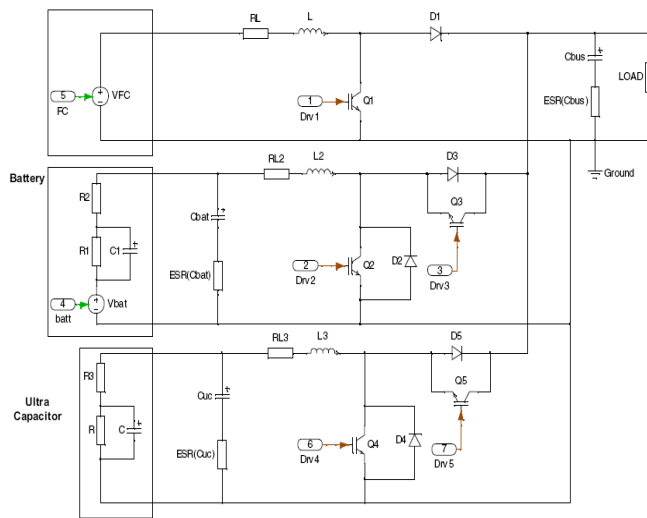 RL
L
D1
Cbus
LOAD
5
FC
VFC
1
Drv1
Q1
ESR(Cbus)
Ground
Battery
RL2
L2
D3
R2
Cbat
Q3
R1
C1
ESR(Cbat)
2
Drv2
Q2
D2
3
Drv3
4
batt
Vbat
RL3
L3
D5
R3
Cuc
Q5
Ultra
Capacitor
R
C
ESR(Cuc)
6
Drv4
Q4
D4
7
Drv5